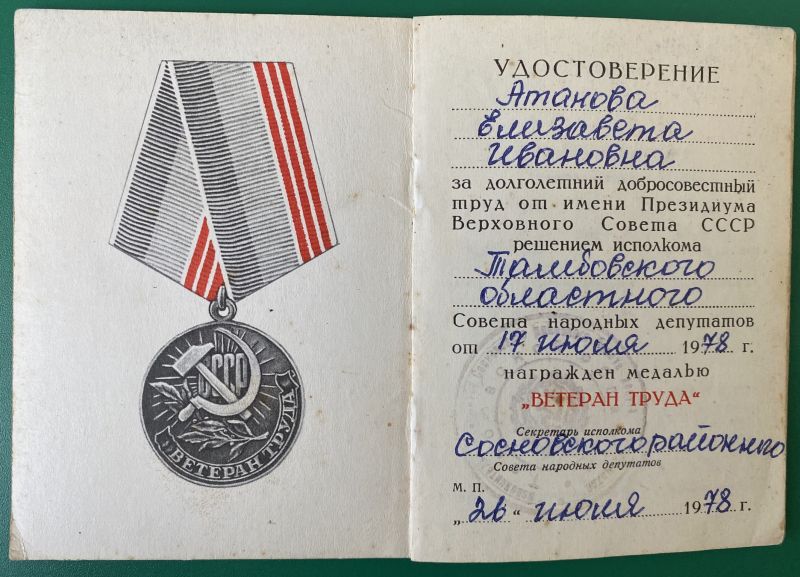 СССР
ВЕТЕРАН ТРУДА
УДОСТОВЕРЕНИЕ
Атанова
Елизавета
Ивановна
за долголетний добросовестный
труд от имени Президиума
Верховного Совета СССР
решением исполкома
Тамбовского
областного
Совета народных депутатов
от 17 июля 1978 г.
награжден медалью
„ВЕТЕРАН ТРУДА“
Секретарь исполкома
Сосновского районного
Совета народных депутатов
М. П.
„26“ июля 1978 г.